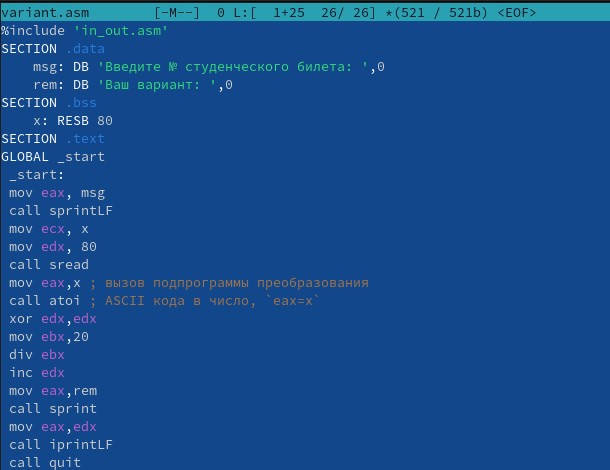 variant.asm [-M--] 0 L:[ 1+25 26/ 26] *(521 / 521b) <EOF>
%include 'in_out.asm'
SECTION .data
msg: DB 'Введите № студенческого билета: ',0
rem: DB 'Ваш вариант: ',0
SECTION .bss
x: RESB 80
SECTION .text
GLOBAL _start
_start:
mov eax, msg
call sprintLF
mov ecx, x
mov edx, 80
call sread
mov eax,x ; вызов подпрограммы преобразования
call atoi ; ASCII кода в число, `eax=x`
xor edx,edx
mov ebx,20
div ebx
inc edx
mov eax,rem
call sprint
mov eax,edx
call iprintLF
call quit